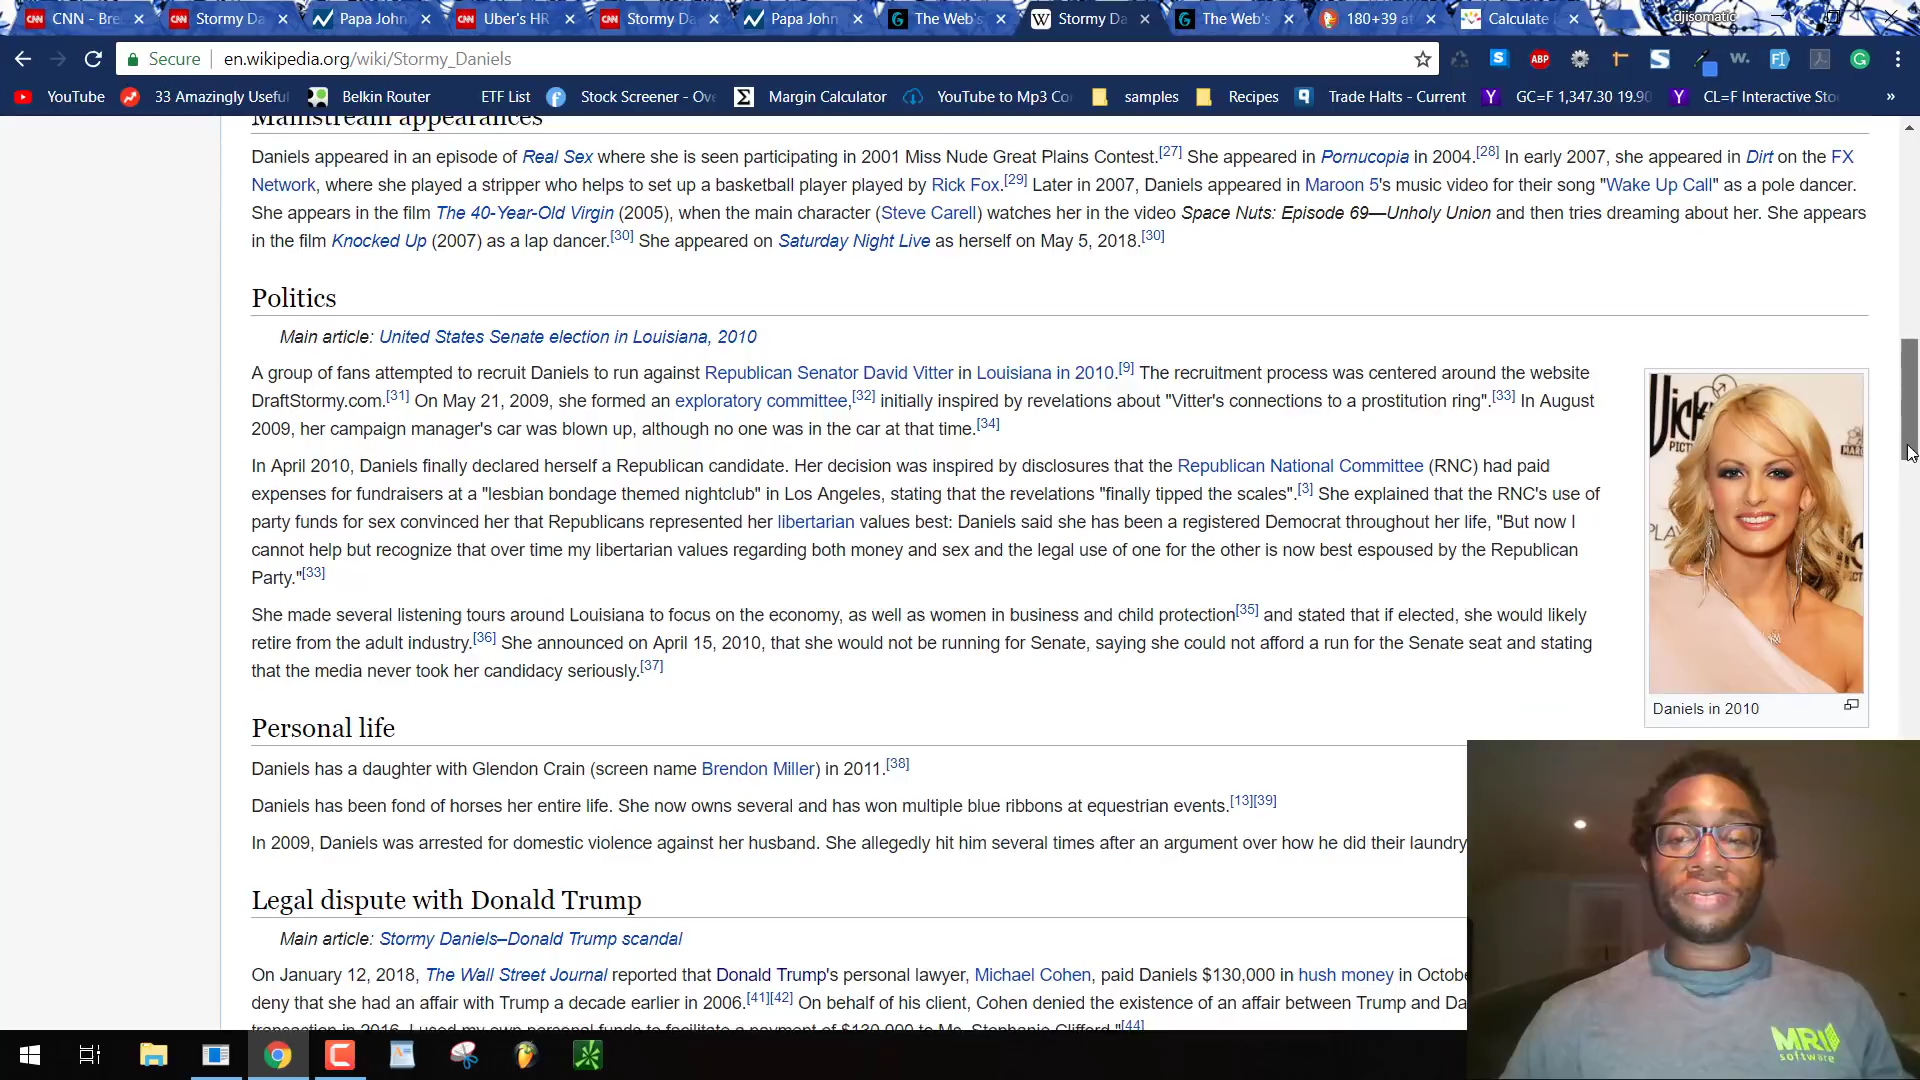 CNN - Bre
Stormy Da
Papa John
Uber's HR
Stormy Da
Papa John
The Web's
Stormy Da
The Web's
180+39 at
Calculate
djisomatic
Secure
en.wikipedia.org/wiki/Stormy_Daniels
YouTube
33 Amazingly Useful
Belkin Router
ETF List
Stock Screener - Ove
Margin Calculator
YouTube to Mp3 Co
samples
Recipes
Trade Halts - Current
GC=F 1,347.30 19.90
CL=F Interactive Sto
»
Mainstream appearances
Daniels appeared in an episode of Real Sex where she is seen participating in 2001 Miss Nude Great Plains Contest.[27] She appeared in Pornucopia in 2004.[28] In early 2007, she appeared in Dirt on the FX
Network, where she played a stripper who helps to set up a basketball player played by Rick Fox.[29] Later in 2007, Daniels appeared in Maroon 5's music video for their song "Wake Up Call" as a pole dancer.
She appears in the film The 40-Year-Old Virgin (2005), when the main character (Steve Carell) watches her in the video Space Nuts: Episode 69—Unholy Union and then tries dreaming about her. She appears
in the film Knocked Up (2007) as a lap dancer.[30] She appeared on Saturday Night Live as herself on May 5, 2018.[30]
Politics
Main article: United States Senate election in Louisiana, 2010
A group of fans attempted to recruit Daniels to run against Republican Senator David Vitter in Louisiana in 2010.[9] The recruitment process was centered around the website
DraftStormy.com.[31] On May 21, 2009, she formed an exploratory committee,[32] initially inspired by revelations about "Vitter's connections to a prostitution ring".[33] In August
2009, her campaign manager's car was blown up, although no one was in the car at that time.[34]
In April 2010, Daniels finally declared herself a Republican candidate. Her decision was inspired by disclosures that the Republican National Committee (RNC) had paid
expenses for fundraisers at a "lesbian bondage themed nightclub" in Los Angeles, stating that the revelations "finally tipped the scales".[3] She explained that the RNC's use of
party funds for sex convinced her that Republicans represented her libertarian values best: Daniels said she has been a registered Democrat throughout her life, "But now I
cannot help but recognize that over time my libertarian values regarding both money and sex and the legal use of one for the other is now best espoused by the Republican
Party."[33]
She made several listening tours around Louisiana to focus on the economy, as well as women in business and child protection[35] and stated that if elected, she would likely
retire from the adult industry.[36] She announced on April 15, 2010, that she would not be running for Senate, saying she could not afford a run for the Senate seat and stating
that the media never took her candidacy seriously.[37]
Daniels in 2010
Personal life
Daniels has a daughter with Glendon Crain (screen name Brendon Miller) in 2011.[38]
Daniels has been fond of horses her entire life. She now owns several and has won multiple blue ribbons at equestrian events.[13][39]
In 2009, Daniels was arrested for domestic violence against her husband. She allegedly hit him several times after an argument over how he did their laundry
Legal dispute with Donald Trump
Main article: Stormy Daniels–Donald Trump scandal
On January 12, 2018, The Wall Street Journal reported that Donald Trump's personal lawyer, Michael Cohen, paid Daniels $130,000 in hush money in Octobe
deny that she had an affair with Trump a decade earlier in 2006.[41][42] On behalf of his client, Cohen denied the existence of an affair between Trump and Da
transaction in 2016, I used my own personal funds to facilitate a payment of $130,000 to Ms. Stephanie Clifford."[44]
MRI
software